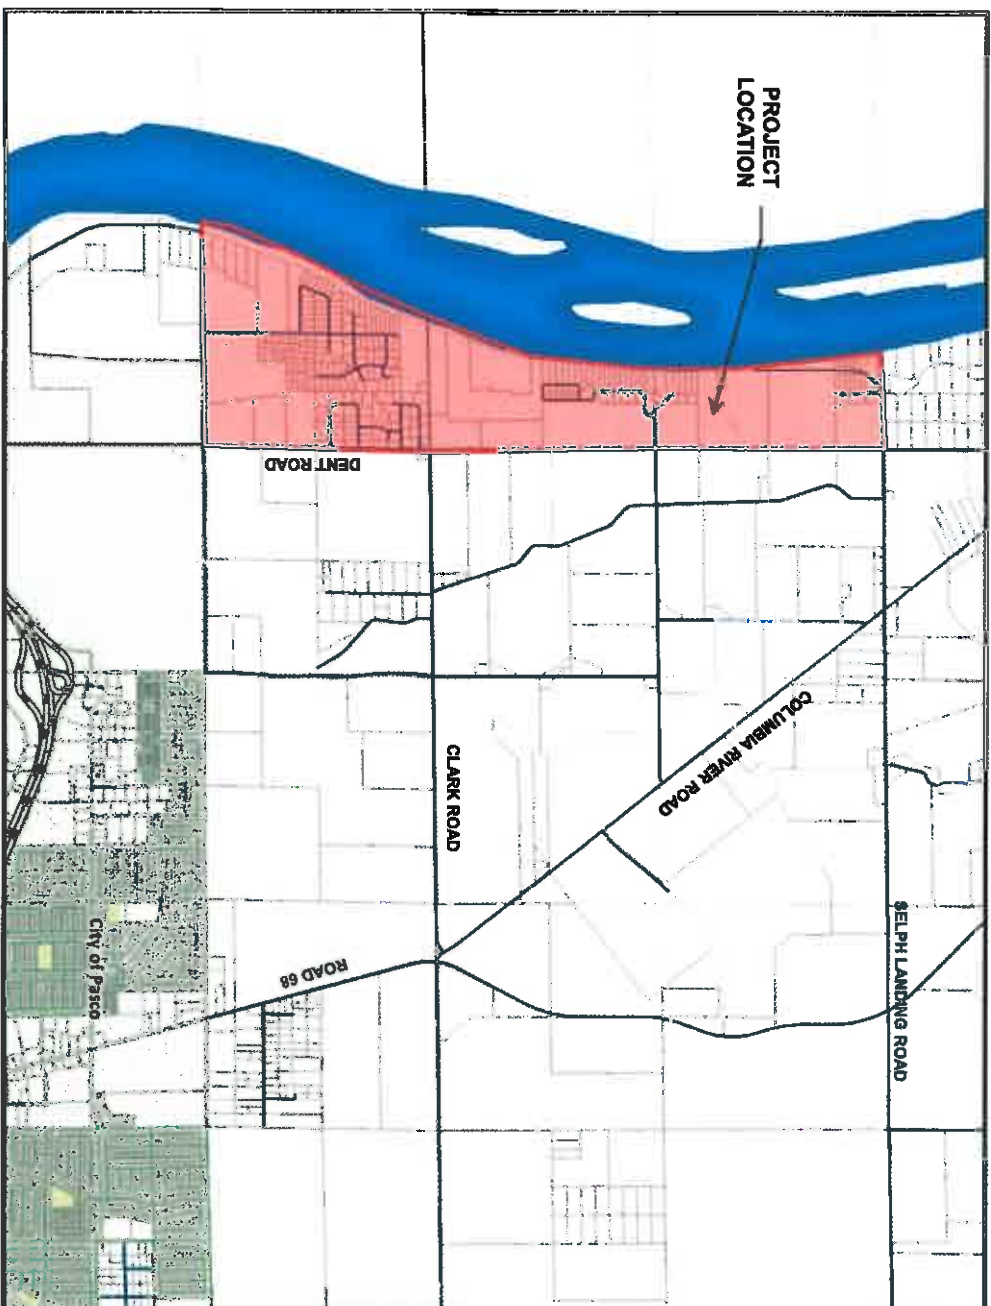 PROJECT
LOCATION
DENT ROAD
COLUMBIA RIVER ROAD
CLARK ROAD
SELPH LANDING ROAD
ROAD 68
City of Pasco